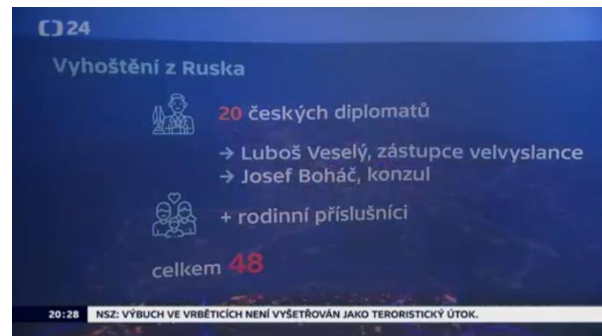 24
Vyhoštění z Ruska
20 českých diplomatů
→ Luboš Veselý, zástupce velvyslance
→ Josef Boháč, konzul
+ rodinní příslušníci
celkem 48
20:28 NSZ: VÝBUCH VE VRBĚTICÍCH NENÍ VYŠETŘOVÁN JAKO TERORISTICKÝ ÚTOK.